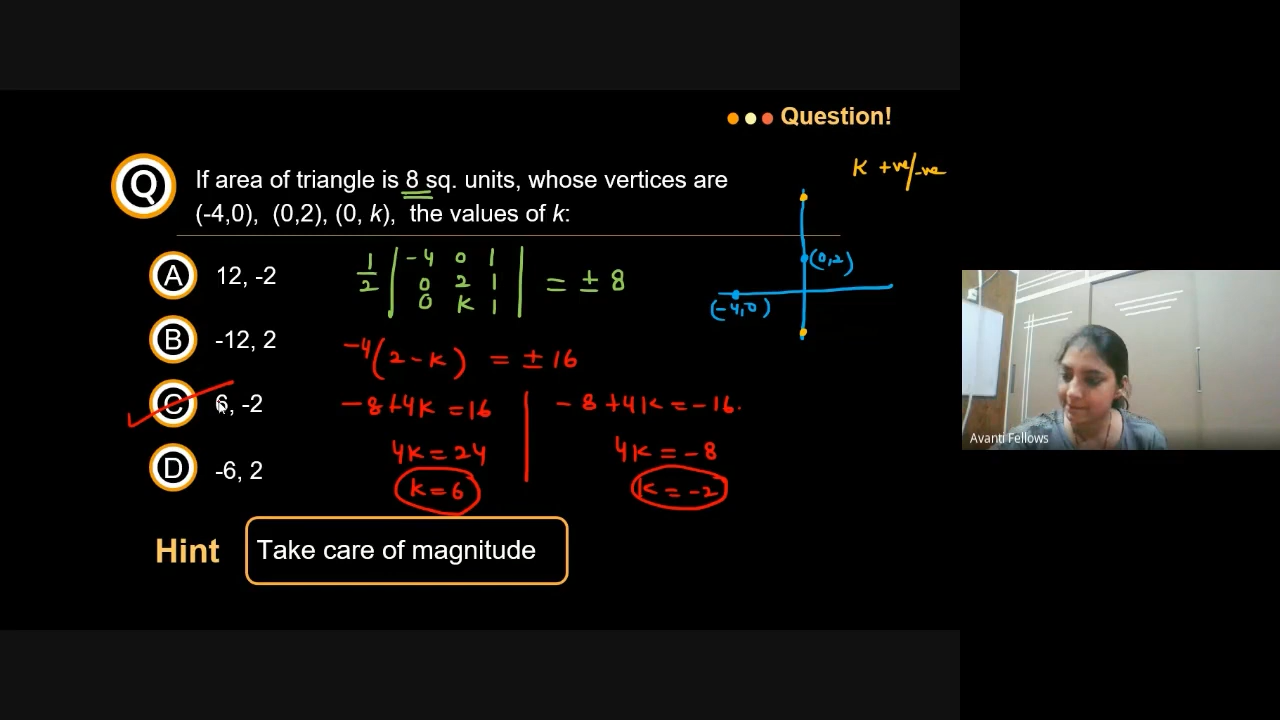 Question!
K +ve/-ve
Q
If area of triangle is 8 sq. units, whose vertices are
(-4,0), (0,2), (0, k), the values of k:
A 12, -2
B -12, 2
C 6, -2
D -6, 2
1/2 | -4 0 1
0 2 1
0 K 1 | = ± 8
-4(2-K) = ± 16
-8+4K = 16
4K = 24
K = 6
-8+4K = -16.
4K = -8
K = -2
(0,2)
(-4,0)
Hint Take care of magnitude
Avanti Fellows